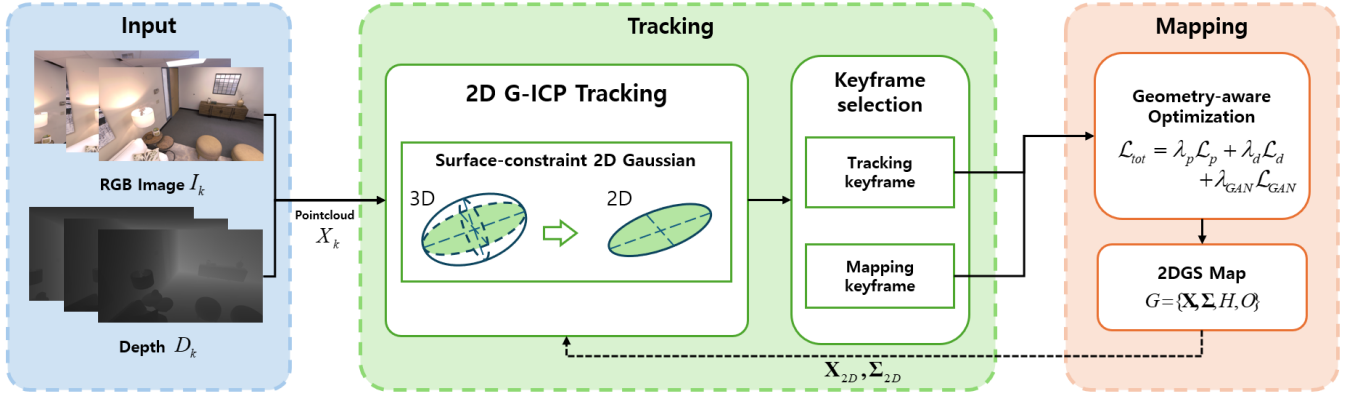 Input
RGB Image I_k
Depth D_k
Pointcloud
X_k
Tracking
2D G-ICP Tracking
Surface-constraint 2D Gaussian
3D
2D
Keyframe
selection
Tracking
keyframe
Mapping
keyframe
Mapping
Geometry-aware
Optimization
ℒ_tot = λ_p ℒ_p + λ_d ℒ_d
+ λ_GAN ℒ_GAN
2DGS Map
G={X,Σ,H,O}
X_2D, Σ_2D